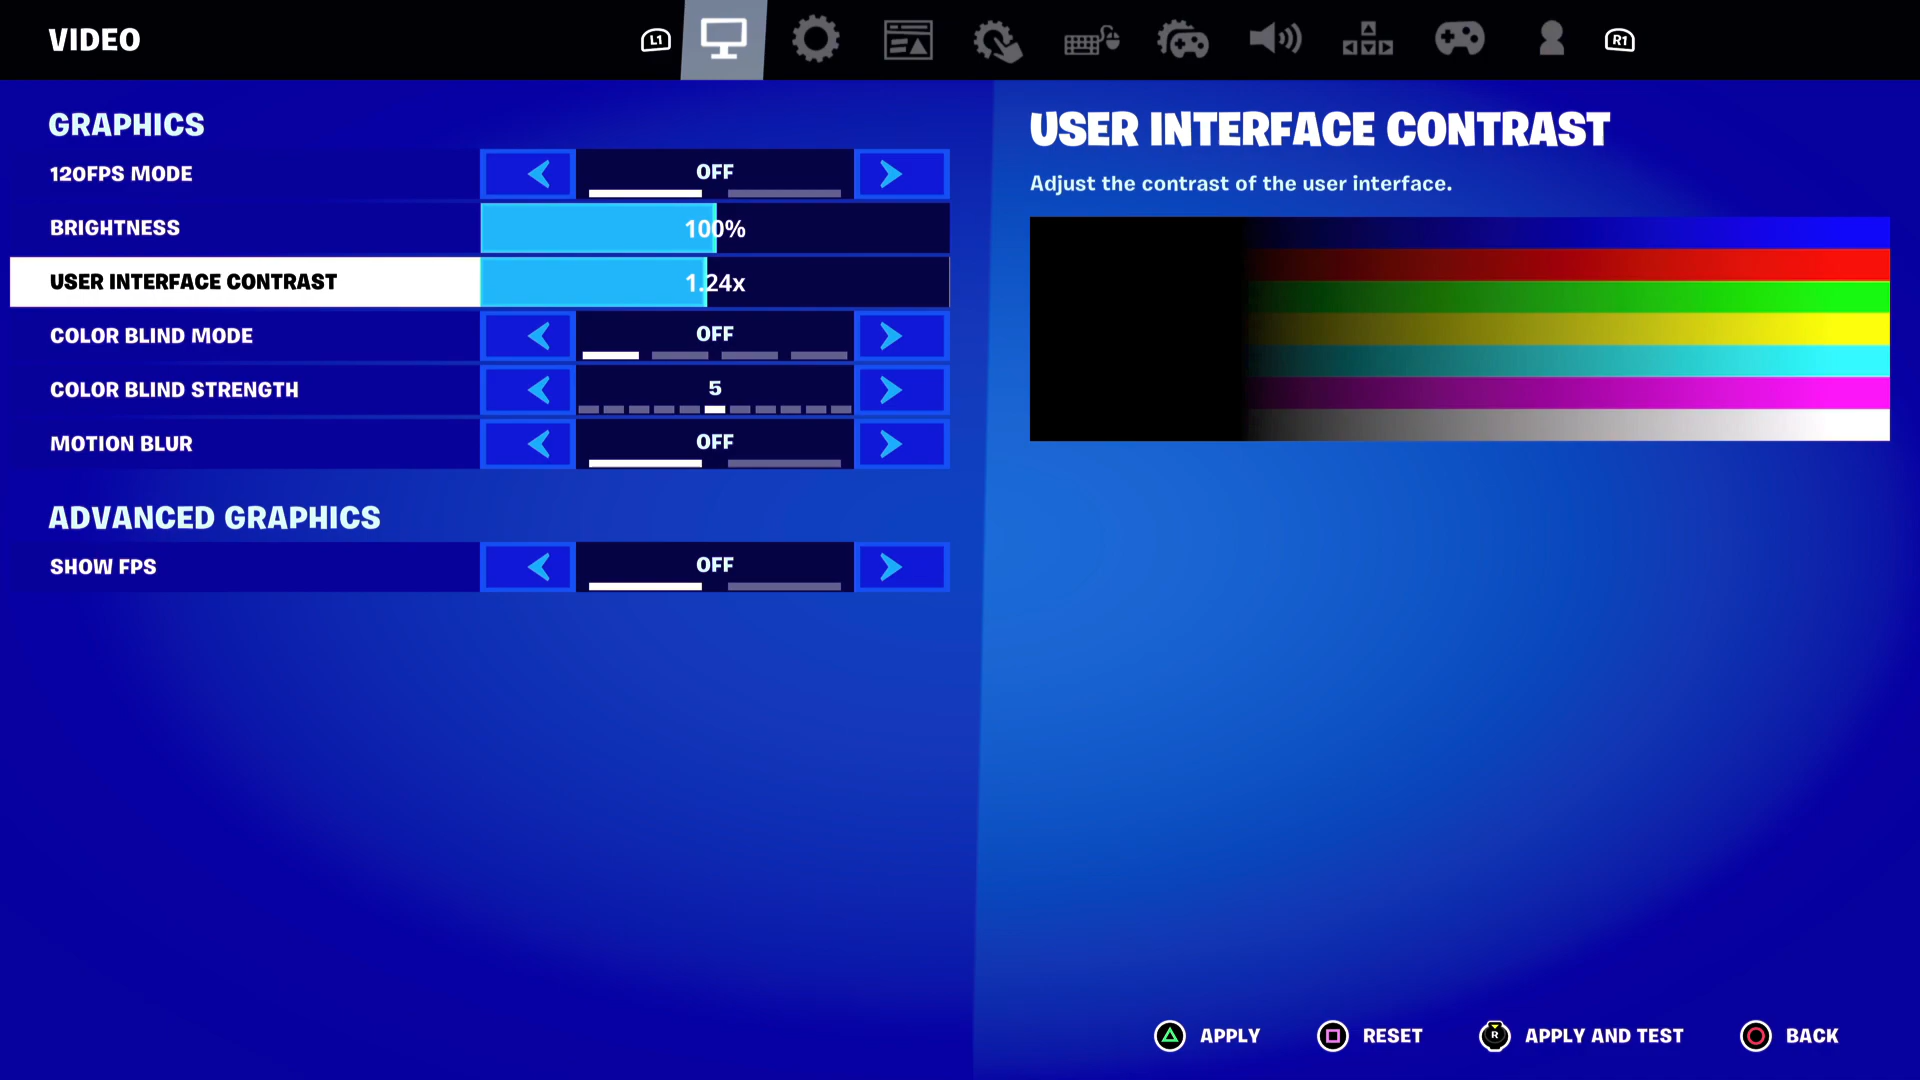 VIDEO
L1
R1
GRAPHICS
120FPS MODE
OFF
BRIGHTNESS
100%
USER INTERFACE CONTRAST
1.24x
COLOR BLIND MODE
OFF
COLOR BLIND STRENGTH
5
MOTION BLUR
OFF
ADVANCED GRAPHICS
SHOW FPS
OFF
USER INTERFACE CONTRAST
Adjust the contrast of the user interface.
APPLY
RESET
R
APPLY AND TEST
BACK